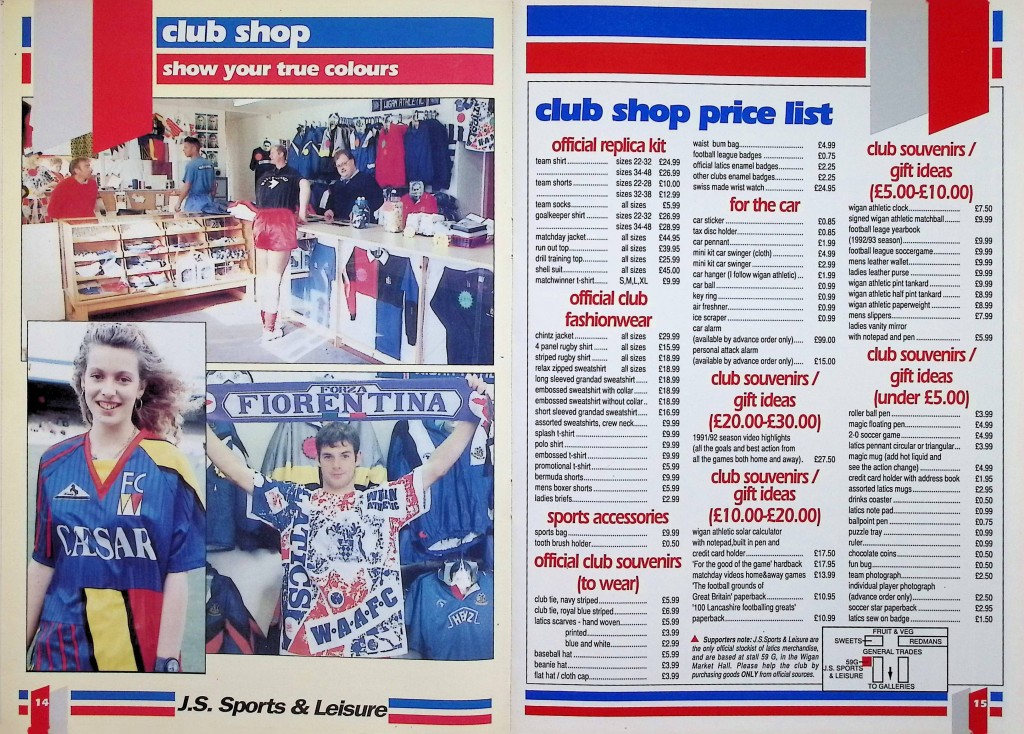 club shop
show your true colours
WIGAN ATHLETIC
FC
CÆSAR
FORZA
FIORENTINA
W.A.A.F.C
14
J.S. Sports & Leisure
club shop price list
official replica kit
team shirt ........ sizes 22-32 £24.99
........ sizes 34-48 £26.99
team shorts ........ sizes 22-28 £10.00
........ sizes 32-38 £12.99
team socks ........ all sizes £5.99
goalkeeper shirt ........ sizes 22-32 £26.99
........ sizes 34-48 £28.99
matchday jacket ........ all sizes £44.95
run out top ........ all sizes £39.95
drill training top ........ all sizes £25.99
shell suit ........ all sizes £45.00
matchwinner t-shirt ........ S,M,L,XL £9.99
official club
fashionwear
chintz jacket ........ all sizes £29.99
4 panel rugby shirt ........ all sizes £15.99
striped rugby shirt ........ all sizes £18.99
relax zipped sweatshirt all sizes £18.99
long sleeved grandad sweatshirt ...... £18.99
embossed sweatshirt with collar ...... £18.99
embossed sweatshirt without collar .. £18.99
short sleeved grandad sweatshirt ..... £16.99
assorted sweatshirts, crew neck ....... £9.99
splash t-shirt ........ £9.99
polo shirt ........ £9.99
embossed t-shirt ........ £9.99
promotional t-shirt ........ £5.99
bermuda shorts ........ £9.99
mens boxer shorts ........ £5.99
ladies briefs ........ £2.99
sports accessories
sports bag ........ £9.99
tooth brush holder ........ £0.50
official club souvenirs
(to wear)
club tie, navy striped ........ £5.99
club tie, royal blue striped ........ £6.99
latics scarves - hand woven ........ £5.99
printed ........ £3.99
blue and white ........ £2.99
baseball hat ........ £5.99
beanie hat ........ £3.99
flat hat / cloth cap ........ £3.99
waist bum bag ........ £4.99
football league badges ........ £0.75
official latics enamel badges ........ £2.25
other clubs enamel badges ........ £2.25
swiss made wrist watch ........ £24.95
for the car
car sticker ........ £0.85
tax disc holder ........ £0.85
car pennant ........ £1.99
mini kit car swinger (cloth) ........ £4.99
mini kit car swinger ........ £2.99
car hanger (I follow wigan athletic) ... £1.99
car ball ........ £0.99
key ring ........ £0.99
air freshner ........ £0.99
ice scraper ........ £0.99
car alarm
(available by advance order only) ..... £99.00
personal attack alarm
(available by advance order only) ..... £15.00
club souvenirs /
gift ideas
(£20.00-£30.00)
1991/92 season video highlights
(all the goals and best action from
all the games both home and away). £27.50
club souvenirs /
gift ideas
(£10.00-£20.00)
wigan athletic solar calculator
with notepad,built in pen and
credit card holder ........ £17.50
'For the good of the game' hardback £17.95
matchday videos home&away games £13.99
'The football grounds of
Great Britain' paperback ........ £10.95
'100 Lancashire footballing greats'
paperback ........ £10.99
▲ Supporters note: J.S.Sports & Leisure are
the only official stockist of latics merchandise,
and are based at stall 59 G, in the Wigan
Market Hall. Please help the club by
purchasing goods ONLY from official sources.
club souvenirs /
gift ideas
(£5.00-£10.00)
wigan athletic clock ........ £7.50
signed wigan athletic matchball ........ £9.99
football leage yearbook
(1992/93 season) ........ £9.99
football league soccergame ........ £9.99
mens leather wallet ........ £9.99
ladies leather purse ........ £9.99
wigan athletic pint tankard ........ £9.99
wigan athletic half pint tankard ........ £8.99
wigan athletic paperweight ........ £8.99
mens slippers ........ £7.99
ladies vanity mirror
with notepad and pen ........ £5.99
club souvenirs /
gift ideas
(under £5.00)
roller ball pen ........ £3.99
magic floating pen ........ £4.99
2-0 soccer game ........ £4.99
latics pennant circular or triangular ... £3.99
magic mug (add hot liquid and
see the action change) ........ £4.99
credit card holder with address book £1.95
assorted latics mugs ........ £2.95
drinks coaster ........ £0.50
latics note pad ........ £0.99
ballpoint pen ........ £0.75
puzzle tray ........ £0.99
ruler ........ £0.99
chocolate coins ........ £0.50
fun bug ........ £0.50
team photograph ........ £2.50
individual player photograph
(advance order only) ........ £2.50
soccer star paperback ........ £2.95
latics sew on badge ........ £1.50
FRUIT & VEG
SWEETS
REDMANS
GENERAL TRADES
59G
J.S. SPORTS
& LEISURE
TO GALLERIES
15